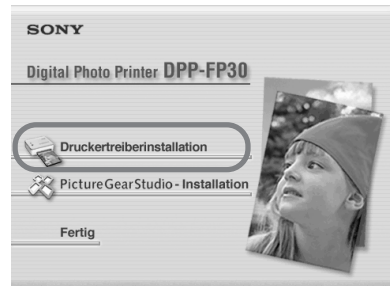 SONY
Digital Photo Printer DPP-FP30
Druckertreiberinstallation
PictureGearStudio - Installation
Fertig